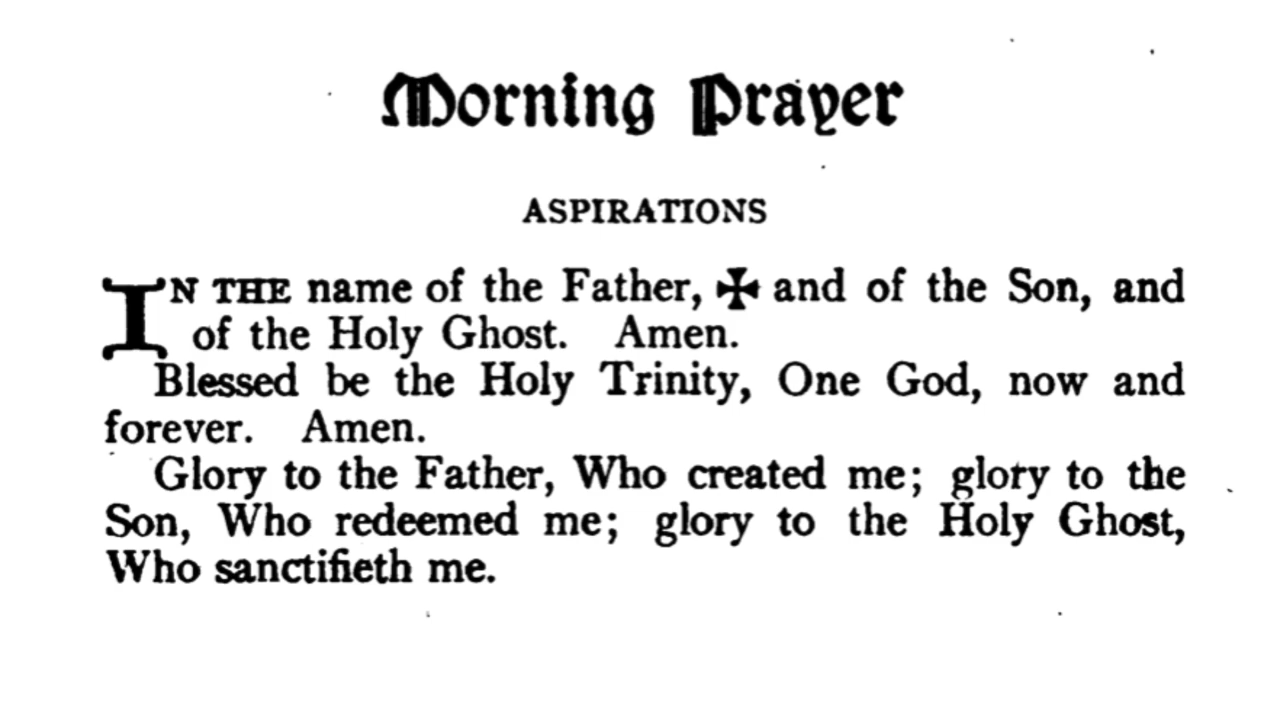 Morning Prayer
ASPIRATIONS
IN THE name of the Father, ✠ and of the Son, and
of the Holy Ghost. Amen.
Blessed be the Holy Trinity, One God, now and
forever. Amen.
Glory to the Father, Who created me; glory to the
Son, Who redeemed me; glory to the Holy Ghost,
Who sanctifieth me.